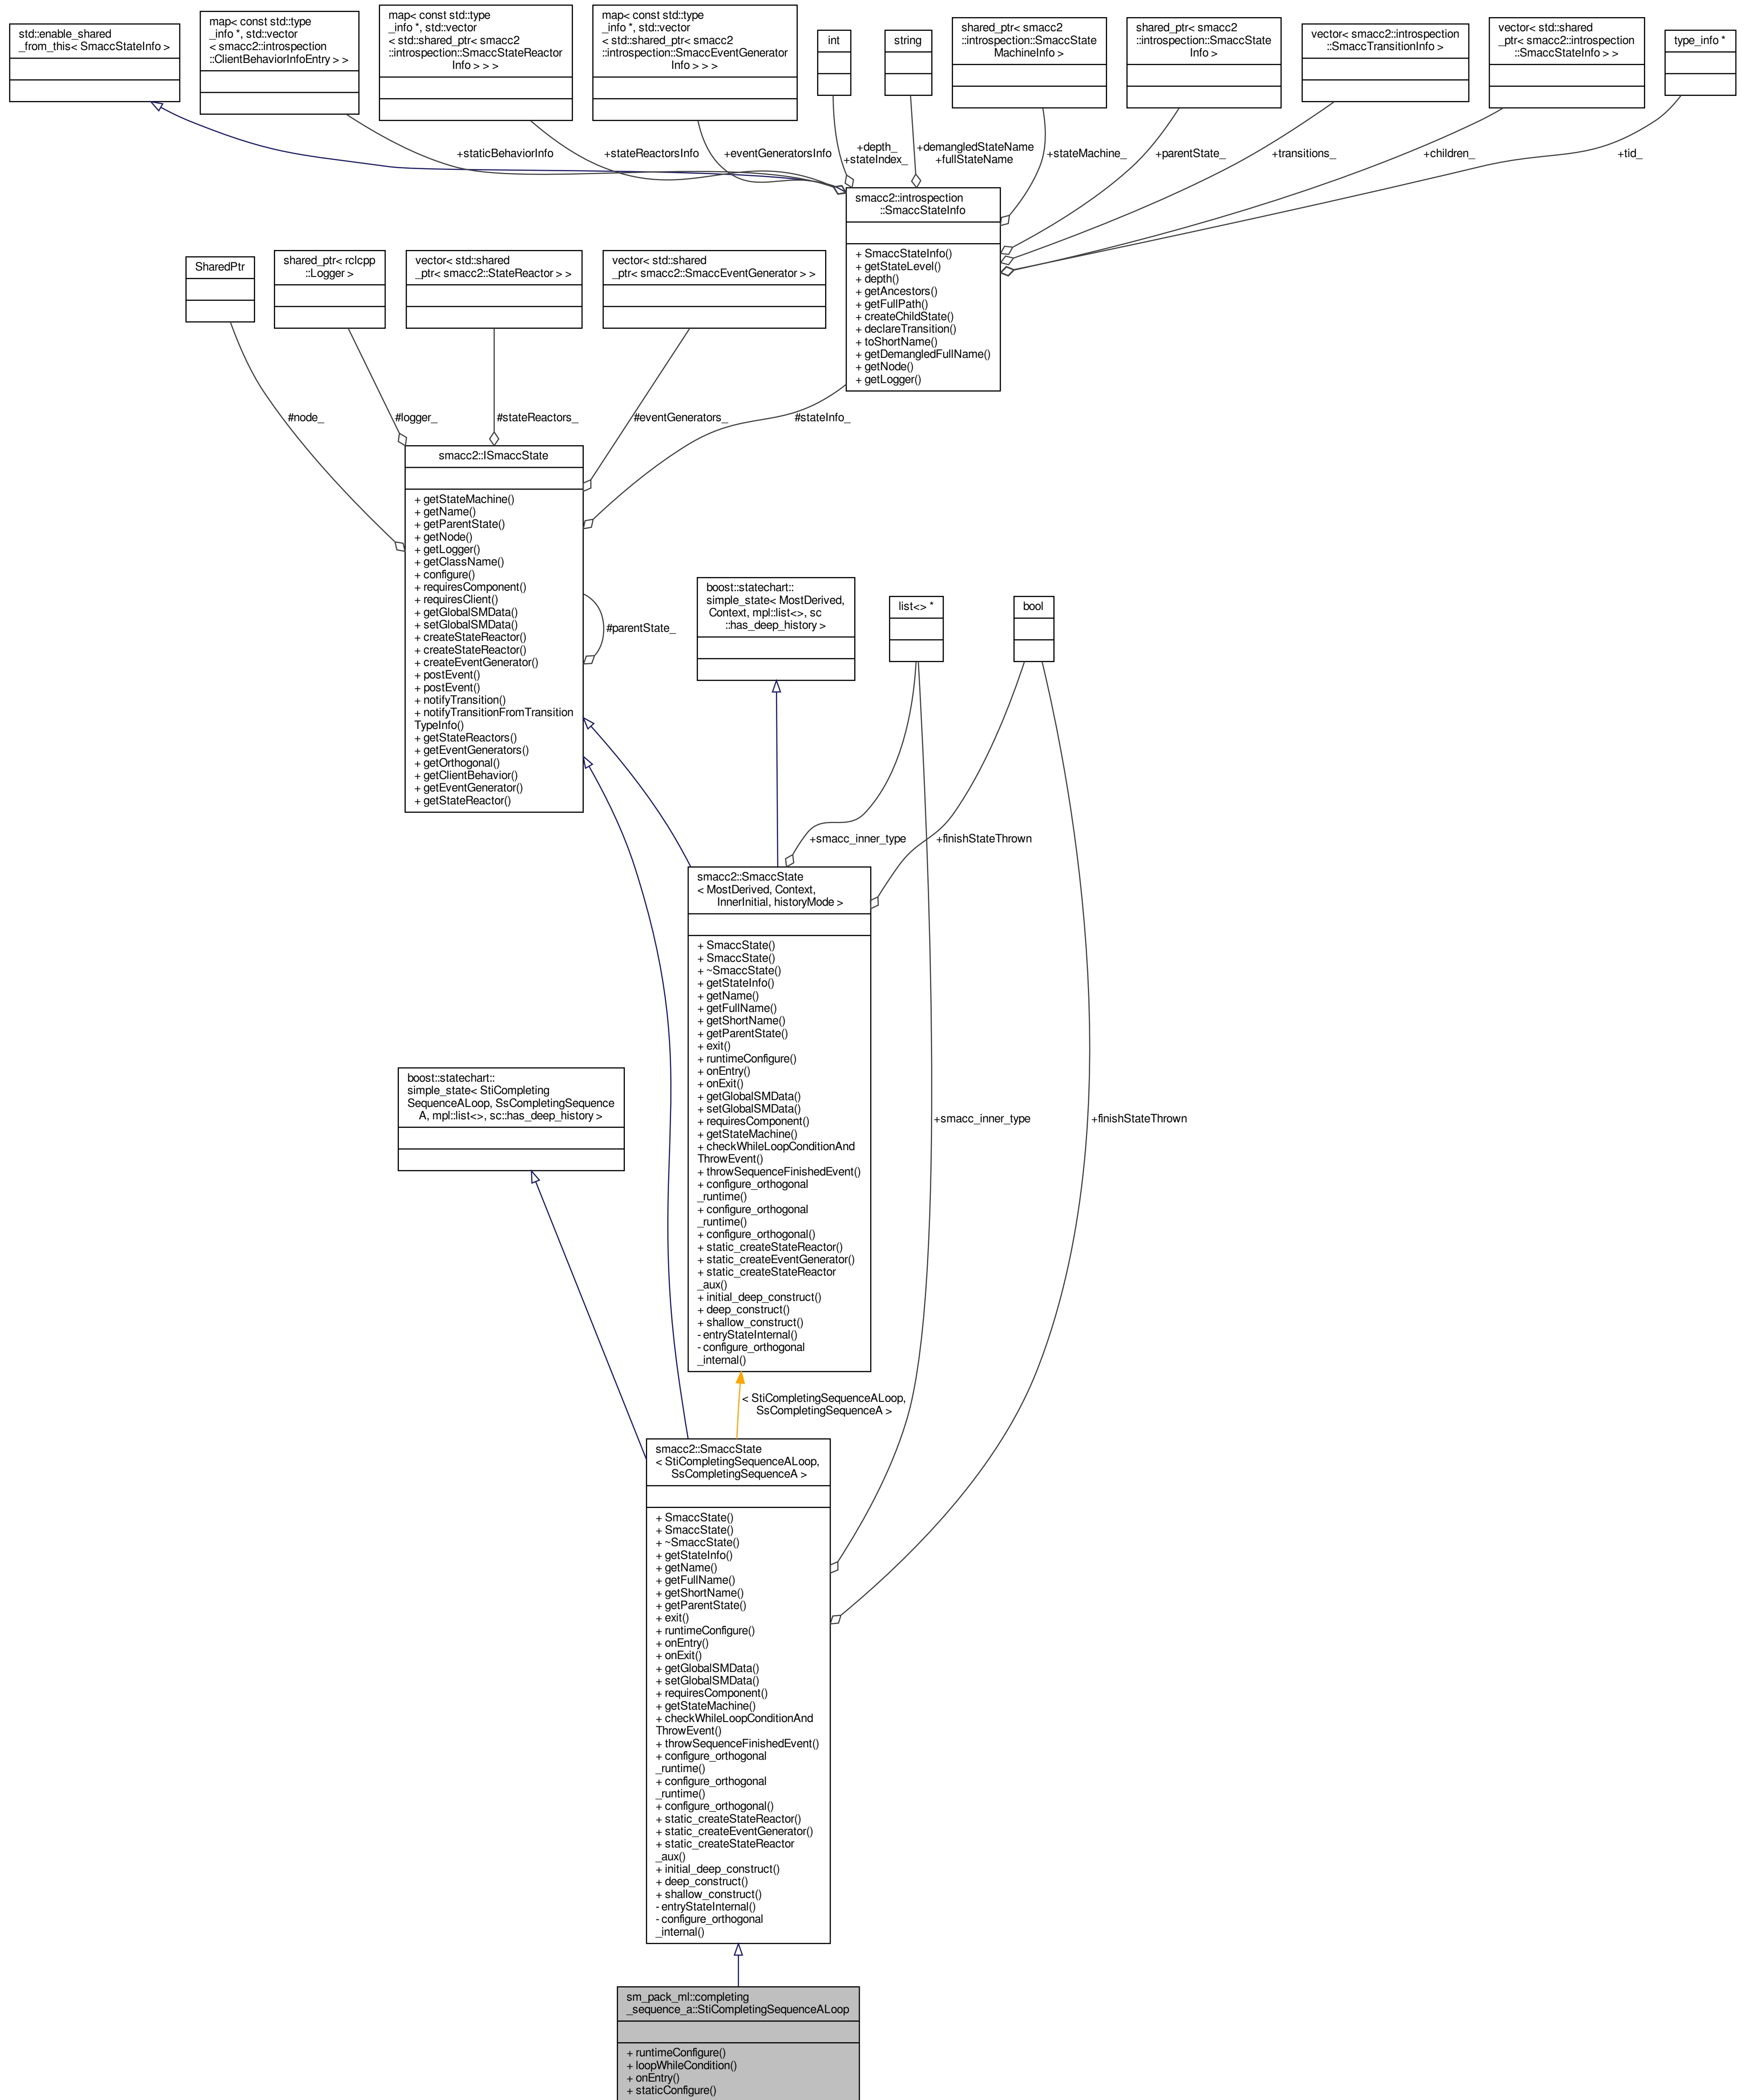 std::enable_shared
_from_this< SmaccStateInfo >
map< const std::type
_info *, std::vector
< smacc2::introspection
::ClientBehaviorInfoEntry > >
map< const std::type
_info *, std::vector
< std::shared_ptr< smacc2
::introspection::SmaccStateReactor
Info > > >
map< const std::type
_info *, std::vector
< std::shared_ptr< smacc2
::introspection::SmaccEventGenerator
Info > > >
int
string
shared_ptr< smacc2
::introspection::SmaccState
MachineInfo >
shared_ptr< smacc2
::introspection::SmaccState
Info >
vector< smacc2::introspection
::SmaccTransitionInfo >
vector< std::shared
_ptr< smacc2::introspection
::SmaccStateInfo > >
type_info *
+staticBehaviorInfo
+stateReactorsInfo
+eventGeneratorsInfo
+depth_
+stateIndex_
+demangledStateName
+fullStateName
+stateMachine_
+parentState_
+transitions_
+children_
+tid_
smacc2::introspection
::SmaccStateInfo
+ SmaccStateInfo()
+ getStateLevel()
+ depth()
+ getAncestors()
+ getFullPath()
+ createChildState()
+ declareTransition()
+ toShortName()
+ getDemangledFullName()
+ getNode()
+ getLogger()
SharedPtr
shared_ptr< rclcpp
::Logger >
vector< std::shared
_ptr< smacc2::StateReactor > >
vector< std::shared
_ptr< smacc2::SmaccEventGenerator > >
#node_
#logger_
#stateReactors_
#eventGenerators_
#stateInfo_
smacc2::ISmaccState
+ getStateMachine()
+ getName()
+ getParentState()
+ getNode()
+ getLogger()
+ getClassName()
+ configure()
+ requiresComponent()
+ requiresClient()
+ getGlobalSMData()
+ setGlobalSMData()
+ createStateReactor()
+ createStateReactor()
+ createEventGenerator()
+ postEvent()
+ postEvent()
+ notifyTransition()
+ notifyTransitionFromTransition
TypeInfo()
+ getStateReactors()
+ getEventGenerators()
+ getOrthogonal()
+ getClientBehavior()
+ getEventGenerator()
+ getStateReactor()
#parentState_
boost::statechart::
simple_state< MostDerived,
Context, mpl::list<>, sc
::has_deep_history >
list<> *
bool
+smacc_inner_type
+finishStateThrown
smacc2::SmaccState
< MostDerived, Context,
InnerInitial, historyMode >
+ SmaccState()
+ SmaccState()
+ ~SmaccState()
+ getStateInfo()
+ getName()
+ getFullName()
+ getShortName()
+ getParentState()
+ exit()
+ runtimeConfigure()
+ onEntry()
+ onExit()
+ getGlobalSMData()
+ setGlobalSMData()
+ requiresComponent()
+ getStateMachine()
+ checkWhileLoopConditionAnd
ThrowEvent()
+ throwSequenceFinishedEvent()
+ configure_orthogonal
_runtime()
+ configure_orthogonal
_runtime()
+ configure_orthogonal()
+ static_createStateReactor()
+ static_createEventGenerator()
+ static_createStateReactor
_aux()
+ initial_deep_construct()
+ deep_construct()
+ shallow_construct()
- entryStateInternal()
- configure_orthogonal
_internal()
boost::statechart::
simple_state< StiCompleting
SequenceALoop, SsCompletingSequence
A, mpl::list<>, sc::has_deep_history >
+smacc_inner_type
+finishStateThrown
< StiCompletingSequenceALoop,
SsCompletingSequenceA >
smacc2::SmaccState
< StiCompletingSequenceALoop,
SsCompletingSequenceA >
+ SmaccState()
+ SmaccState()
+ ~SmaccState()
+ getStateInfo()
+ getName()
+ getFullName()
+ getShortName()
+ getParentState()
+ exit()
+ runtimeConfigure()
+ onEntry()
+ onExit()
+ getGlobalSMData()
+ setGlobalSMData()
+ requiresComponent()
+ getStateMachine()
+ checkWhileLoopConditionAnd
ThrowEvent()
+ throwSequenceFinishedEvent()
+ configure_orthogonal
_runtime()
+ configure_orthogonal
_runtime()
+ configure_orthogonal()
+ static_createStateReactor()
+ static_createEventGenerator()
+ static_createStateReactor
_aux()
+ initial_deep_construct()
+ deep_construct()
+ shallow_construct()
- entryStateInternal()
- configure_orthogonal
_internal()
sm_pack_ml::completing
_sequence_a::StiCompletingSequenceALoop
+ runtimeConfigure()
+ loopWhileCondition()
+ onEntry()
+ staticConfigure()